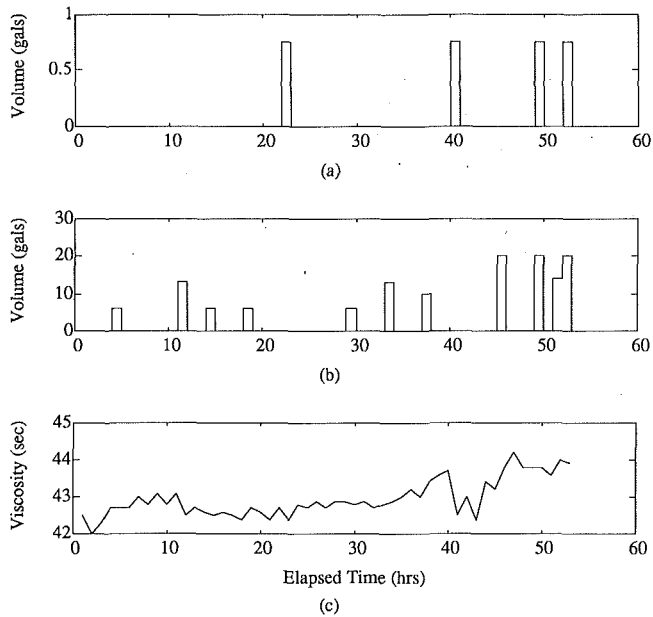 1
0.5
0
Volume (gals)
10 20 30 40 50 60
(a)
30
20
10
0
Volume (gals)
0 10 20 30 40 50 60
(b)
45
44
43
42
Viscosity (sec)
0 10 20 30 40 50 60
Elapsed Time (hrs)
(c)